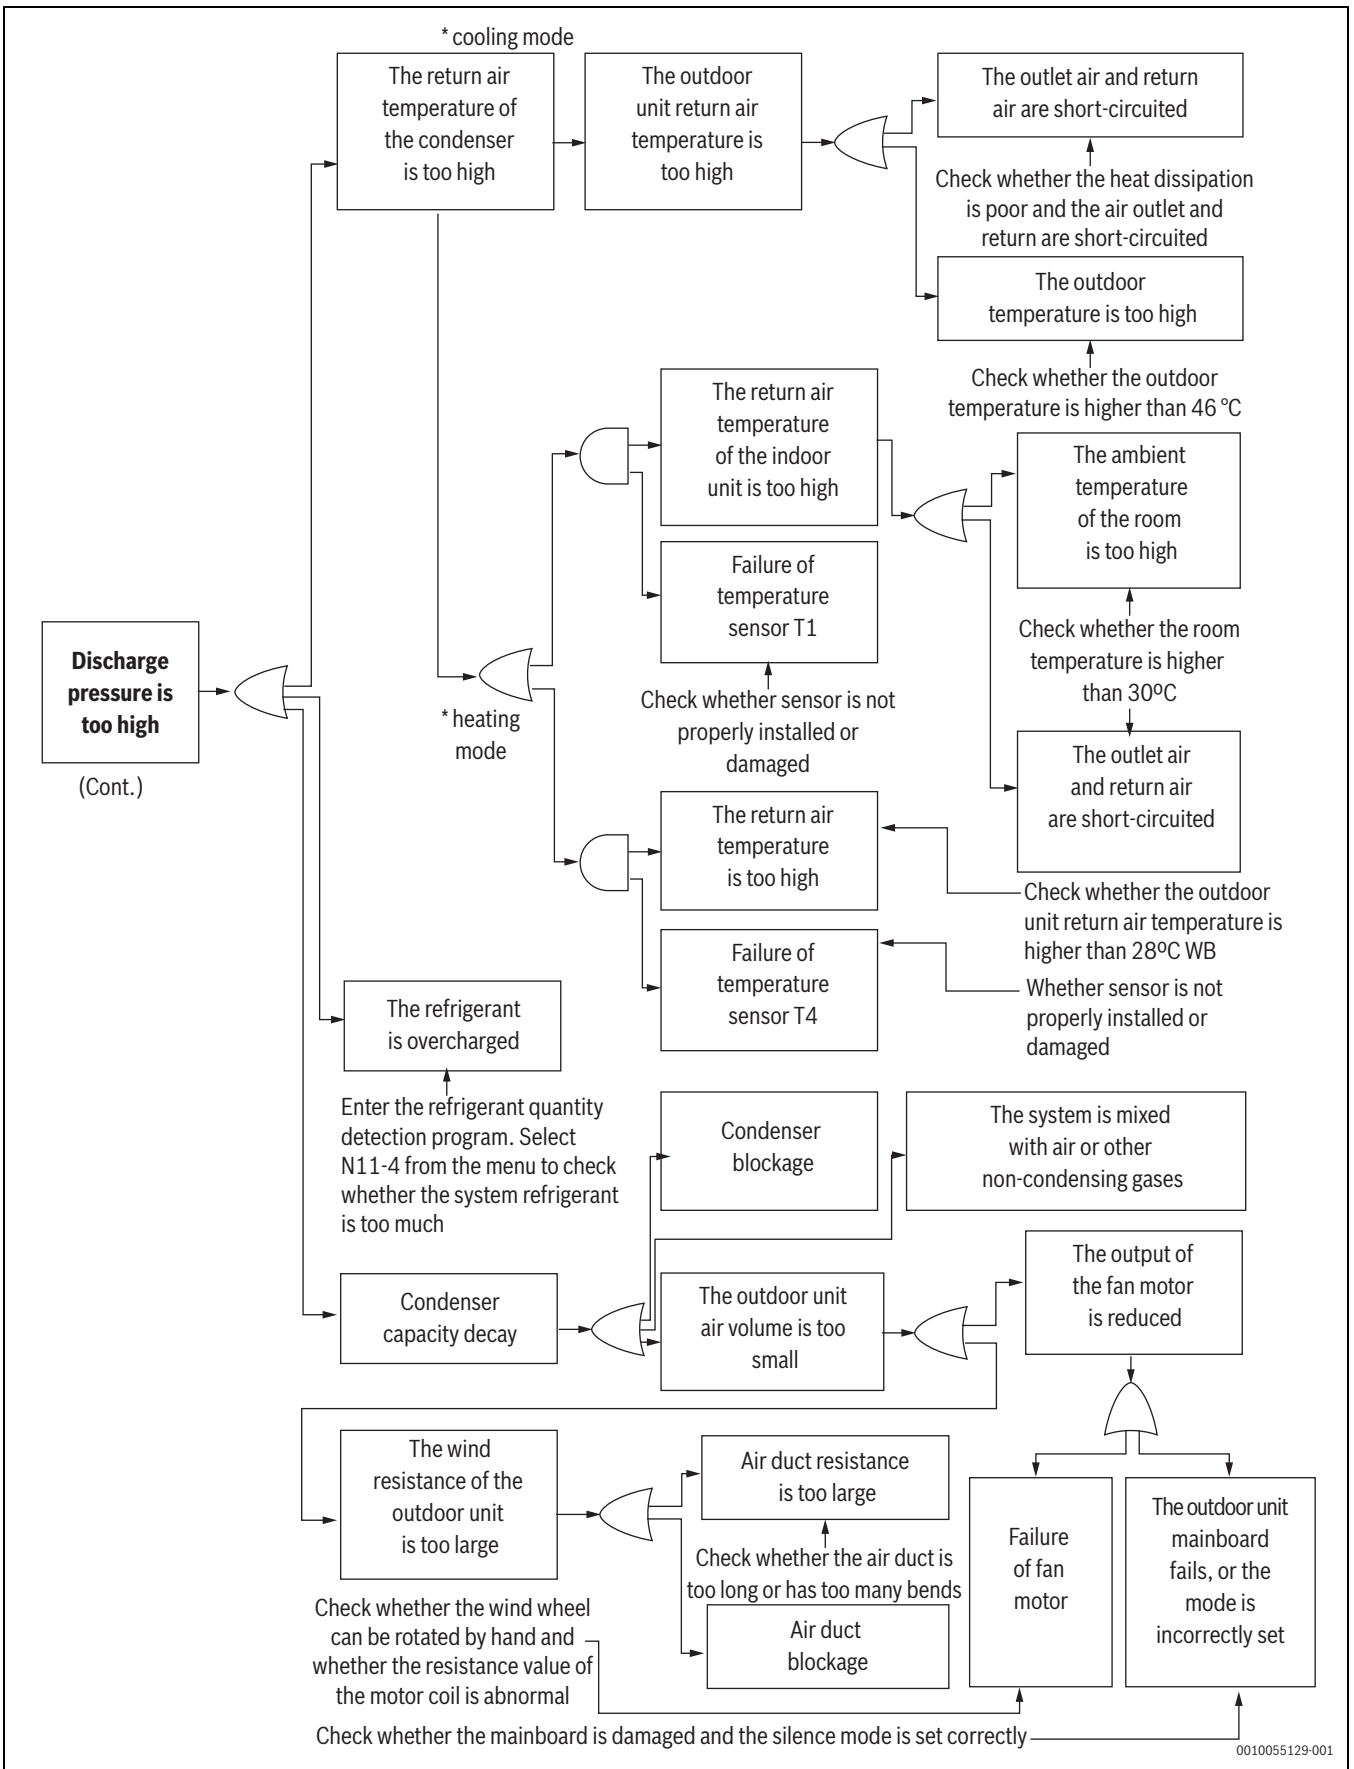 * cooling mode
The return air
temperature of
the condenser
is too high
The outdoor
unit return air
temperature is
too high
The outlet air and return
air are short-circuited
Check whether the heat dissipation
is poor and the air outlet and
return are short-circuited
The outdoor
temperature is too high
Check whether the outdoor
temperature is higher than 46 °C
The return air
temperature
of the indoor
unit is too high
The ambient
temperature
of the room
is too high
Failure of
temperature
sensor T1
Check whether the room
temperature is higher
than 30ºC
Discharge
pressure is
too high
(Cont.)
* heating
mode
Check whether sensor is not
properly installed or
damaged
The outlet air
and return air
are short-circuited
The return air
temperature
is too high
Check whether the outdoor
unit return air temperature is
higher than 28ºC WB
Failure of
temperature
sensor T4
Whether sensor is not
properly installed or
damaged
The refrigerant
is overcharged
Enter the refrigerant quantity
detection program. Select
N11-4 from the menu to check
whether the system refrigerant
is too much
Condenser
blockage
The system is mixed
with air or other
non-condensing gases
Condenser
capacity decay
The outdoor unit
air volume is too
small
The output of
the fan motor
is reduced
The wind
resistance of the
outdoor unit
is too large
Air duct resistance
is too large
Check whether the air duct is
too long or has too many bends
Air duct
blockage
Failure
of fan
motor
The outdoor unit
mainboard
fails, or the
mode is
incorrectly set
Check whether the wind wheel
can be rotated by hand and
whether the resistance value of
the motor coil is abnormal
Check whether the mainboard is damaged and the silence mode is set correctly
0010055129-001